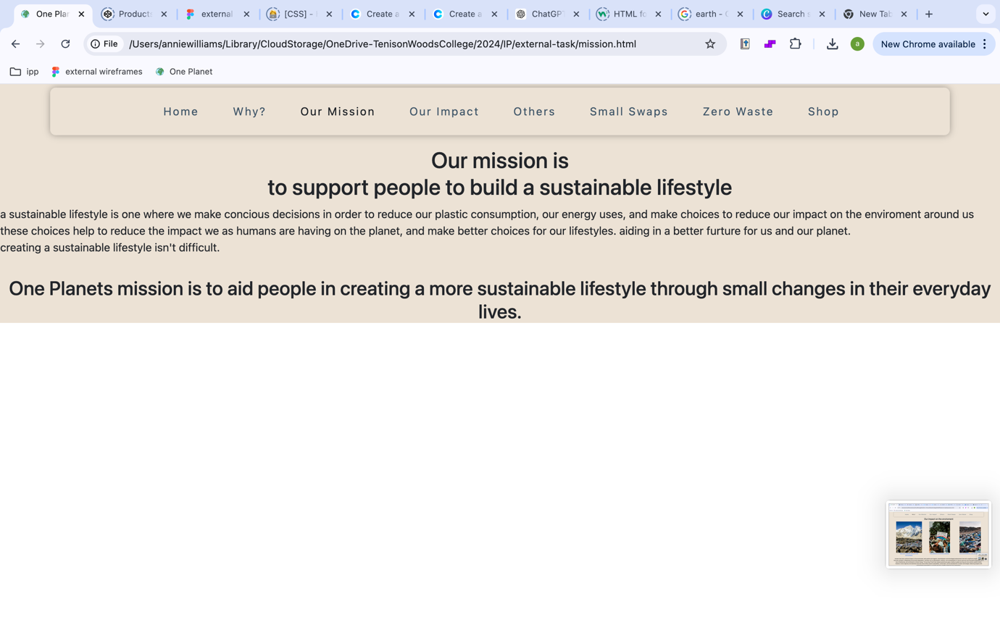 One Plan
Products
external
[CSS] -
Create a
Create a
ChatGPT
HTML fo
earth - G
Search s
New Tab
File
/Users/anniewilliams/Library/CloudStorage/OneDrive-TenisonWoodsCollege/2024/IP/external-task/mission.html
a
New Chrome available
ipp
external wireframes
One Planet
Home
Why?
Our Mission
Our Impact
Others
Small Swaps
Zero Waste
Shop
Our mission is
to support people to build a sustainable lifestyle
a sustainable lifestyle is one where we make concious decisions in order to reduce our plastic consumption, our energy uses, and make choices to reduce our impact on the enviroment around us
these choices help to reduce the impact we as humans are having on the planet, and make better choices for our lifestyles. aiding in a better furture for us and our planet.
creating a sustainable lifestyle isn't difficult.
One Planets mission is to aid people in creating a more sustainable lifestyle through small changes in their everyday
lives.